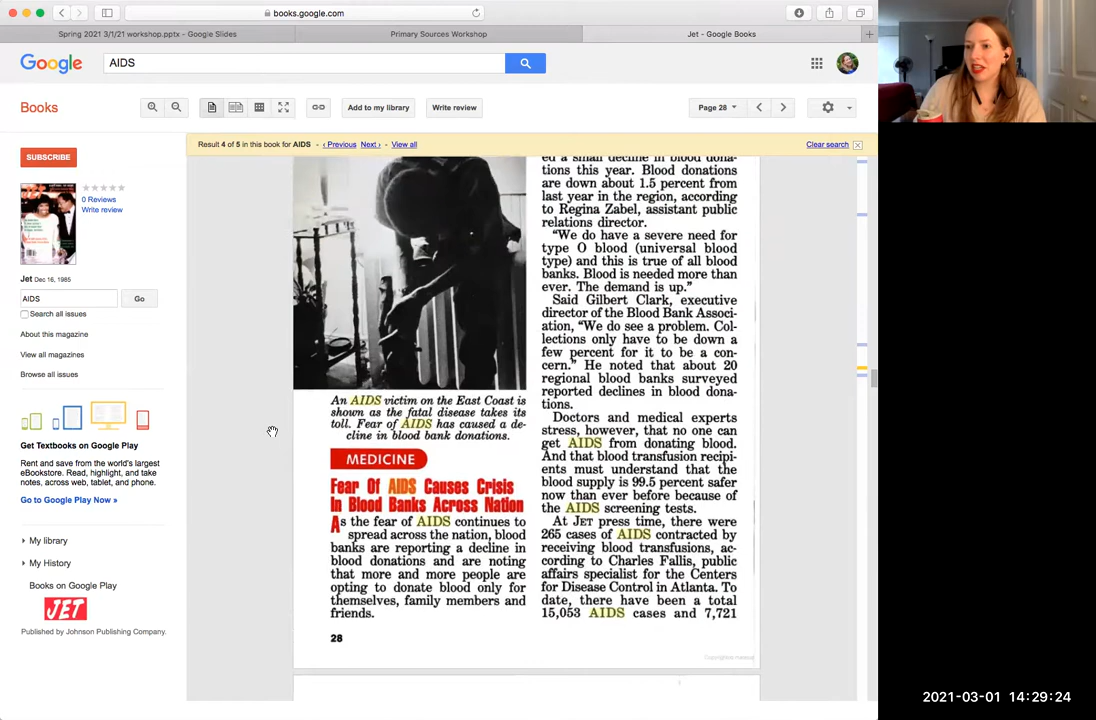 books.google.com
Spring 2021 3/1/21 workshop.pptx - Google Slides
Primary Sources Workshop
Jet - Google Books
Google
AIDS
Books
Add to my library
Write review
Page 28
Result 4 of 5 in this book for AIDS - ‹ Previous Next › - View all
Clear search
SUBSCRIBE
0 Reviews
Write review
Jet Dec 16, 1985
AIDS
Go
Search all issues
About this magazine
View all magazines
Browse all issues
Get Textbooks on Google Play
Rent and save from the world's largest
eBookstore. Read, highlight, and take
notes, across web, tablet, and phone.
Go to Google Play Now »
My library
My History
Books on Google Play
JET
Published by Johnson Publishing Company.
An AIDS victim on the East Coast is
shown as the fatal disease takes its
toll. Fear of AIDS has caused a de-
cline in blood bank donations.
MEDICINE
Fear Of AIDS Causes Crisis
In Blood Banks Across Nation
As the fear of AIDS continues to
spread across the nation, blood
banks are reporting a decline in
blood donations and are noting
that more and more people are
opting to donate blood only for
themselves, family members and
friends.
28
ed a small decline in blood dona-
tions this year. Blood donations
are down about 1.5 percent from
last year in the region, according
to Regina Zabel, assistant public
relations director.
"We do have a severe need for
type O blood (universal blood
type) and this is true of all blood
banks. Blood is needed more than
ever. The demand is up."
Said Gilbert Clark, executive
director of the Blood Bank Associ-
ation, "We do see a problem. Col-
lections only have to be down a
few percent for it to be a con-
cern." He noted that about 20
regional blood banks surveyed
reported declines in blood dona-
tions.
Doctors and medical experts
stress, however, that no one can
get AIDS from donating blood.
And that blood transfusion recipi-
ents must understand that the
blood supply is 99.5 percent safer
now than ever before because of
the AIDS screening tests.
At JET press time, there were
265 cases of AIDS contracted by
receiving blood transfusions, ac-
cording to Charles Fallis, public
affairs specialist for the Centers
for Disease Control in Atlanta. To
date, there have been a total
15,053 AIDS cases and 7,721
Copyrighted material
2021-03-01 14:29:24